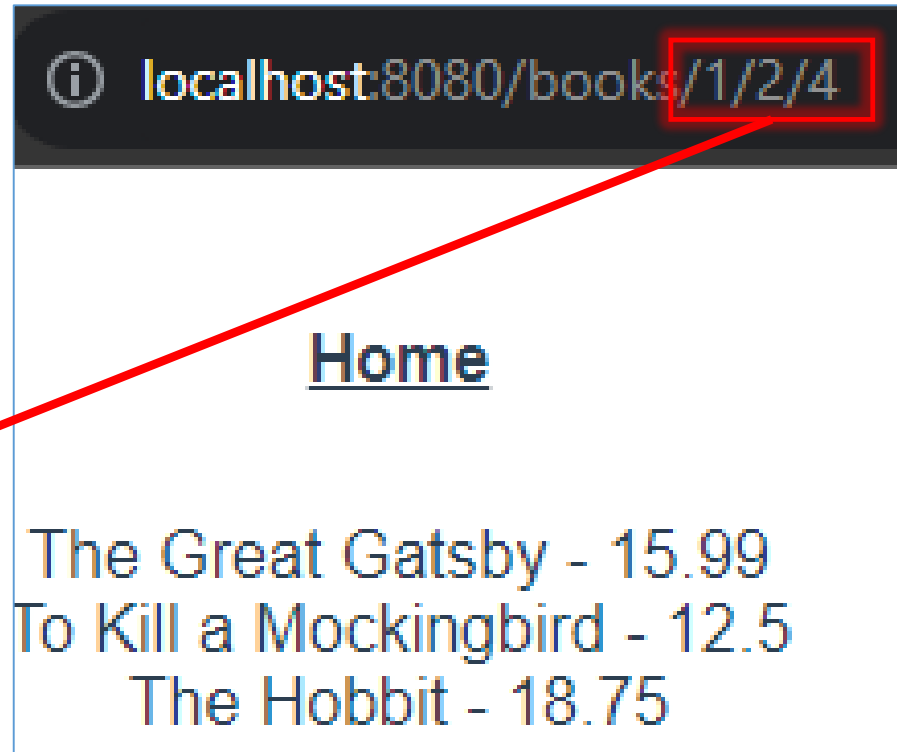 localhost:8080/books/1/2/4
Home
The Great Gatsby - 15.99
To Kill a Mockingbird - 12.5
The Hobbit - 18.75